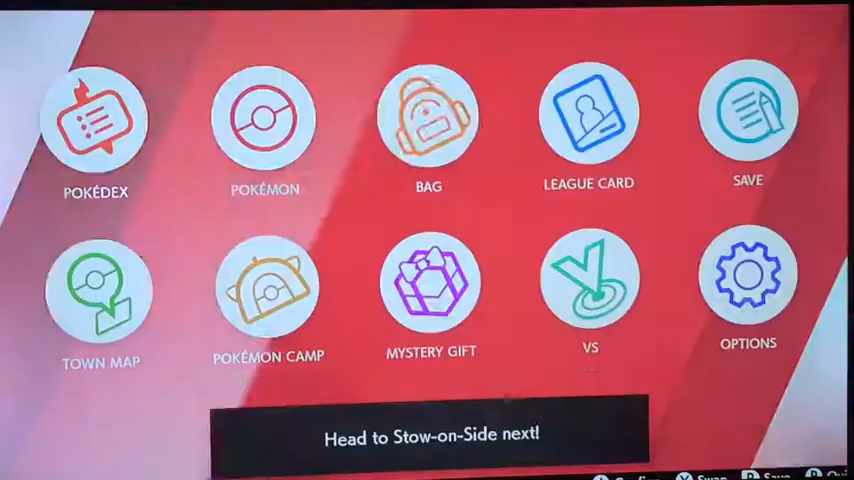 POKÉDEX
POKÉMON
BAG
LEAGUE CARD
SAVE
TOWN MAP
POKÉMON CAMP
MYSTERY GIFT
VS
OPTIONS
Head to Stow-on-Side next!
Swap
Save